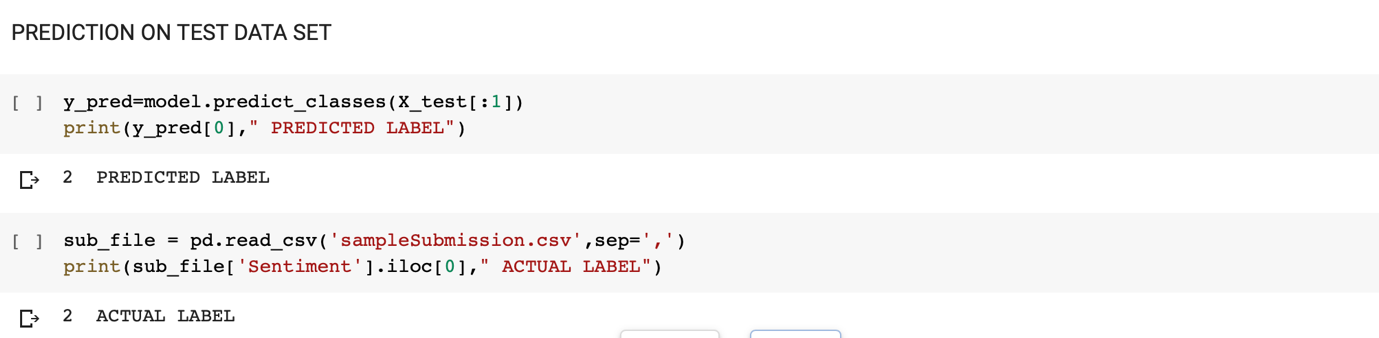 PREDICTION ON TEST DATA SET
[ ] y_pred=model.predict_classes(X_test[:1])
print(y_pred[0]," PREDICTED LABEL")
2  PREDICTED LABEL
[ ] sub_file = pd.read_csv('sampleSubmission.csv',sep=',')
print(sub_file['Sentiment'].iloc[0]," ACTUAL LABEL")
2  ACTUAL LABEL